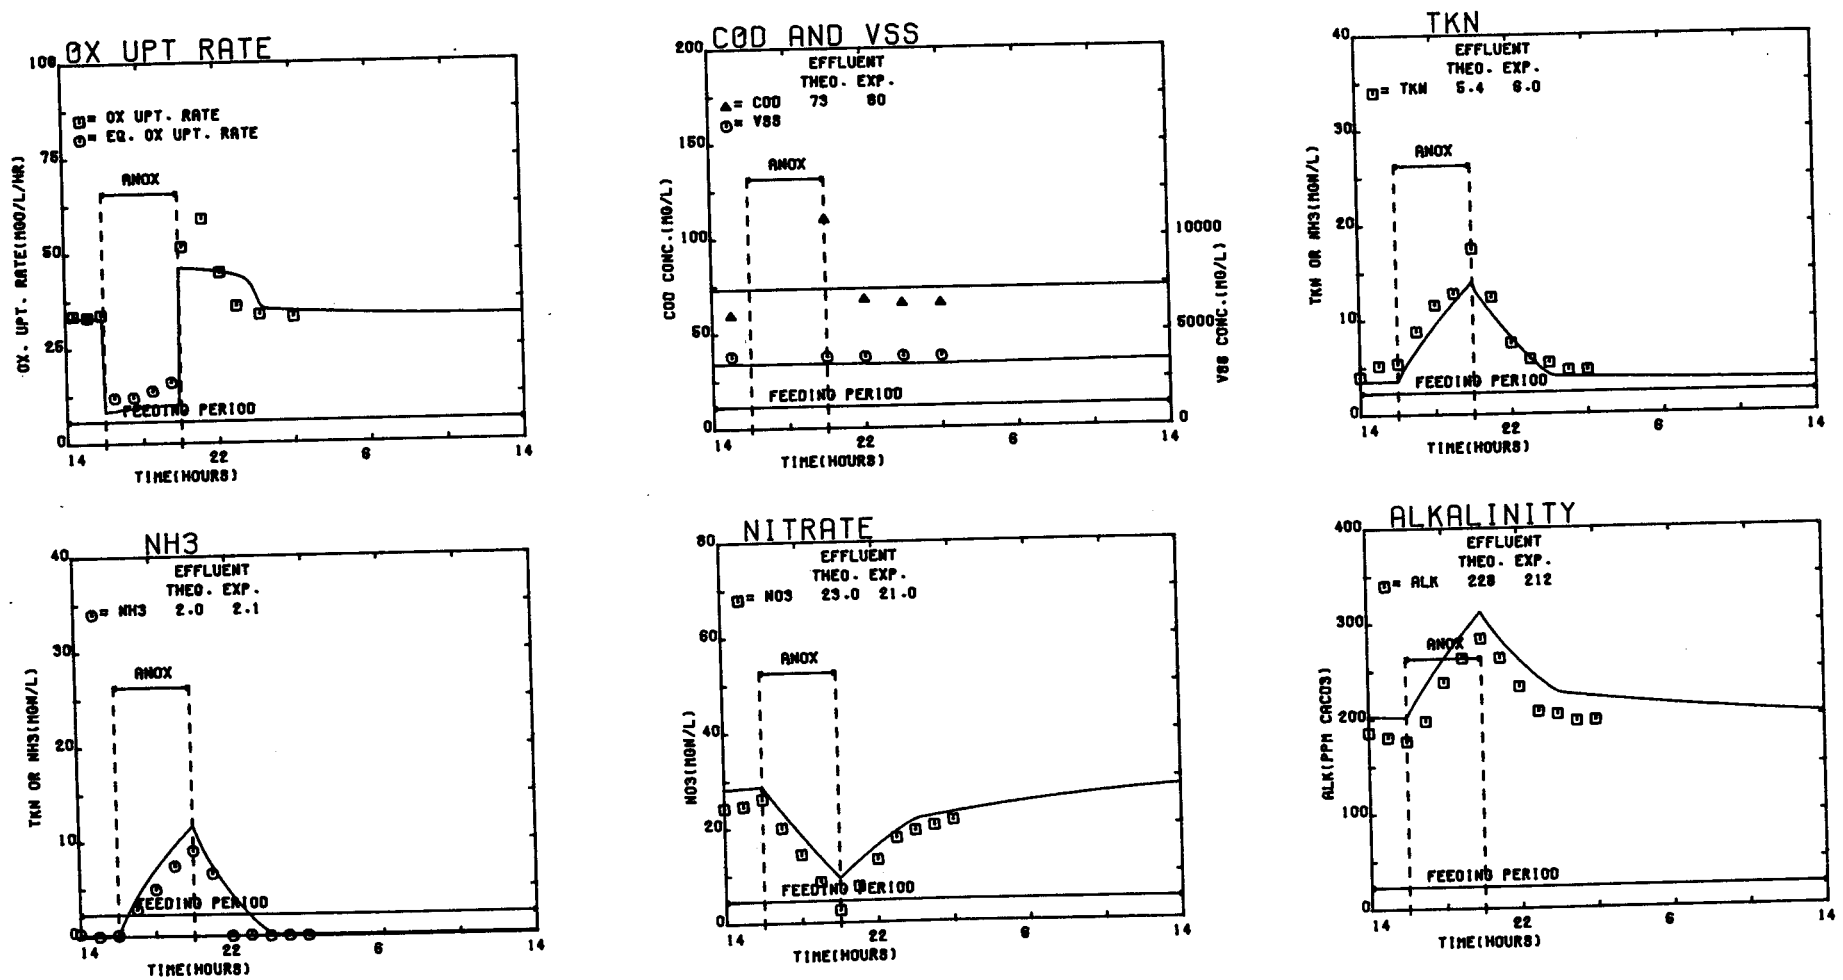 OX UPT RATE
100
□= OX UPT. RATE
⊙= EQ. OX UPT. RATE
75
ANOX
50
25
FEEDING PERIOD
0
14 22 6 14
TIME(HOURS)
OX. UPT. RATE(MGO/L/HR)
COD AND VSS
200
EFFLUENT
THEO. EXP.
▲= COD 73 80
⊙= VSS
150
ANOX
100 10000
50 5000
FEEDING PERIOD
0 0
14 22 6 14
TIME(HOURS)
COD CONC.(MG/L)
VSS CONC.(MG/L)
TKN
40
EFFLUENT
THEO. EXP.
□= TKN 5.4 6.0
30
ANOX
20
10
FEEDING PERIOD
0
14 22 6 14
TIME(HOURS)
TKN OR NH3(MGN/L)
NH3
40
EFFLUENT
THEO. EXP.
⊙= NH3 2.0 2.1
30
ANOX
20
10
FEEDING PERIOD
0
14 22 6 14
TIME(HOURS)
TKN OR NH3(MGN/L)
NITRATE
80
EFFLUENT
THEO. EXP.
□= NO3 23.0 21.0
60
ANOX
40
20
FEEDING PERIOD
0
14 22 6 14
TIME(HOURS)
NO3(MGN/L)
ALKALINITY
400
EFFLUENT
THEO. EXP.
□= ALK 228 212
300
ANOX
200
100
FEEDING PERIOD
0
14 22 6 14
TIME(HOURS)
ALK(PPM CACO3)